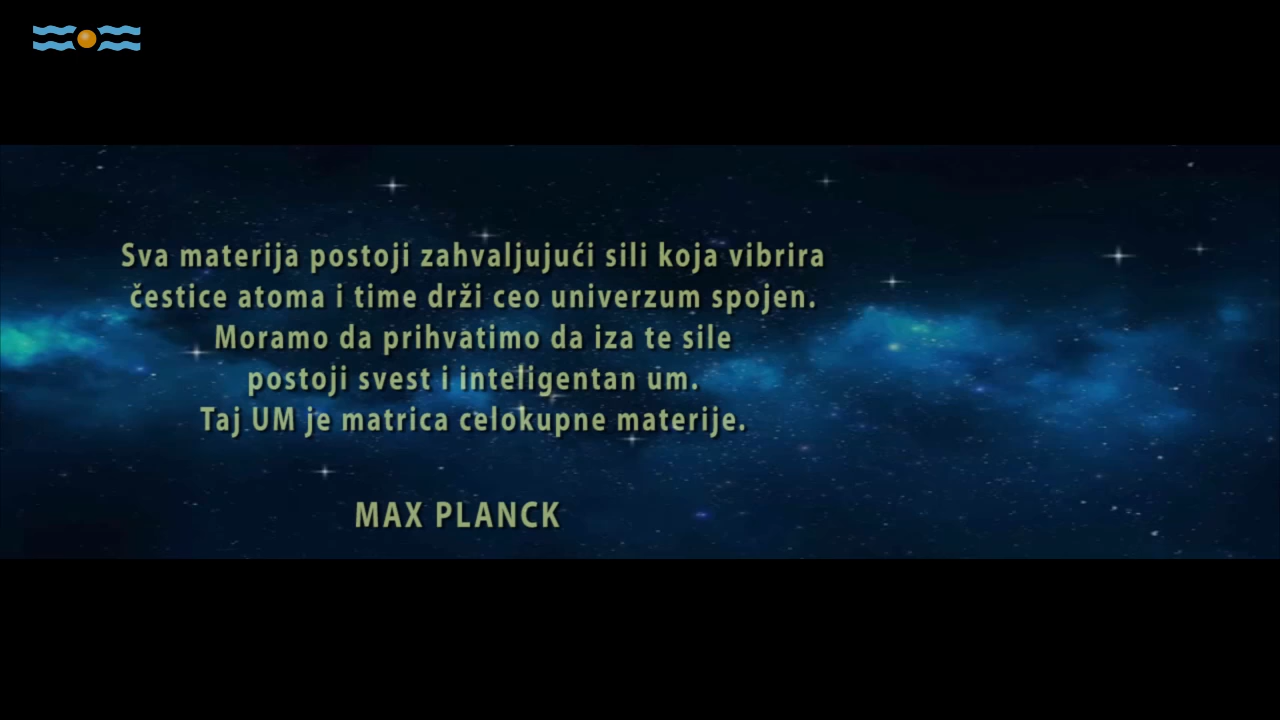 Sva materija postoji zahvaljujući sili koja vibrira
čestice atoma i time drži ceo univerzum spojen.
Moramo da prihvatimo da iza te sile
postoji svest i inteligentan um.
Taj UM je matrica celokupne materije.
MAX PLANCK